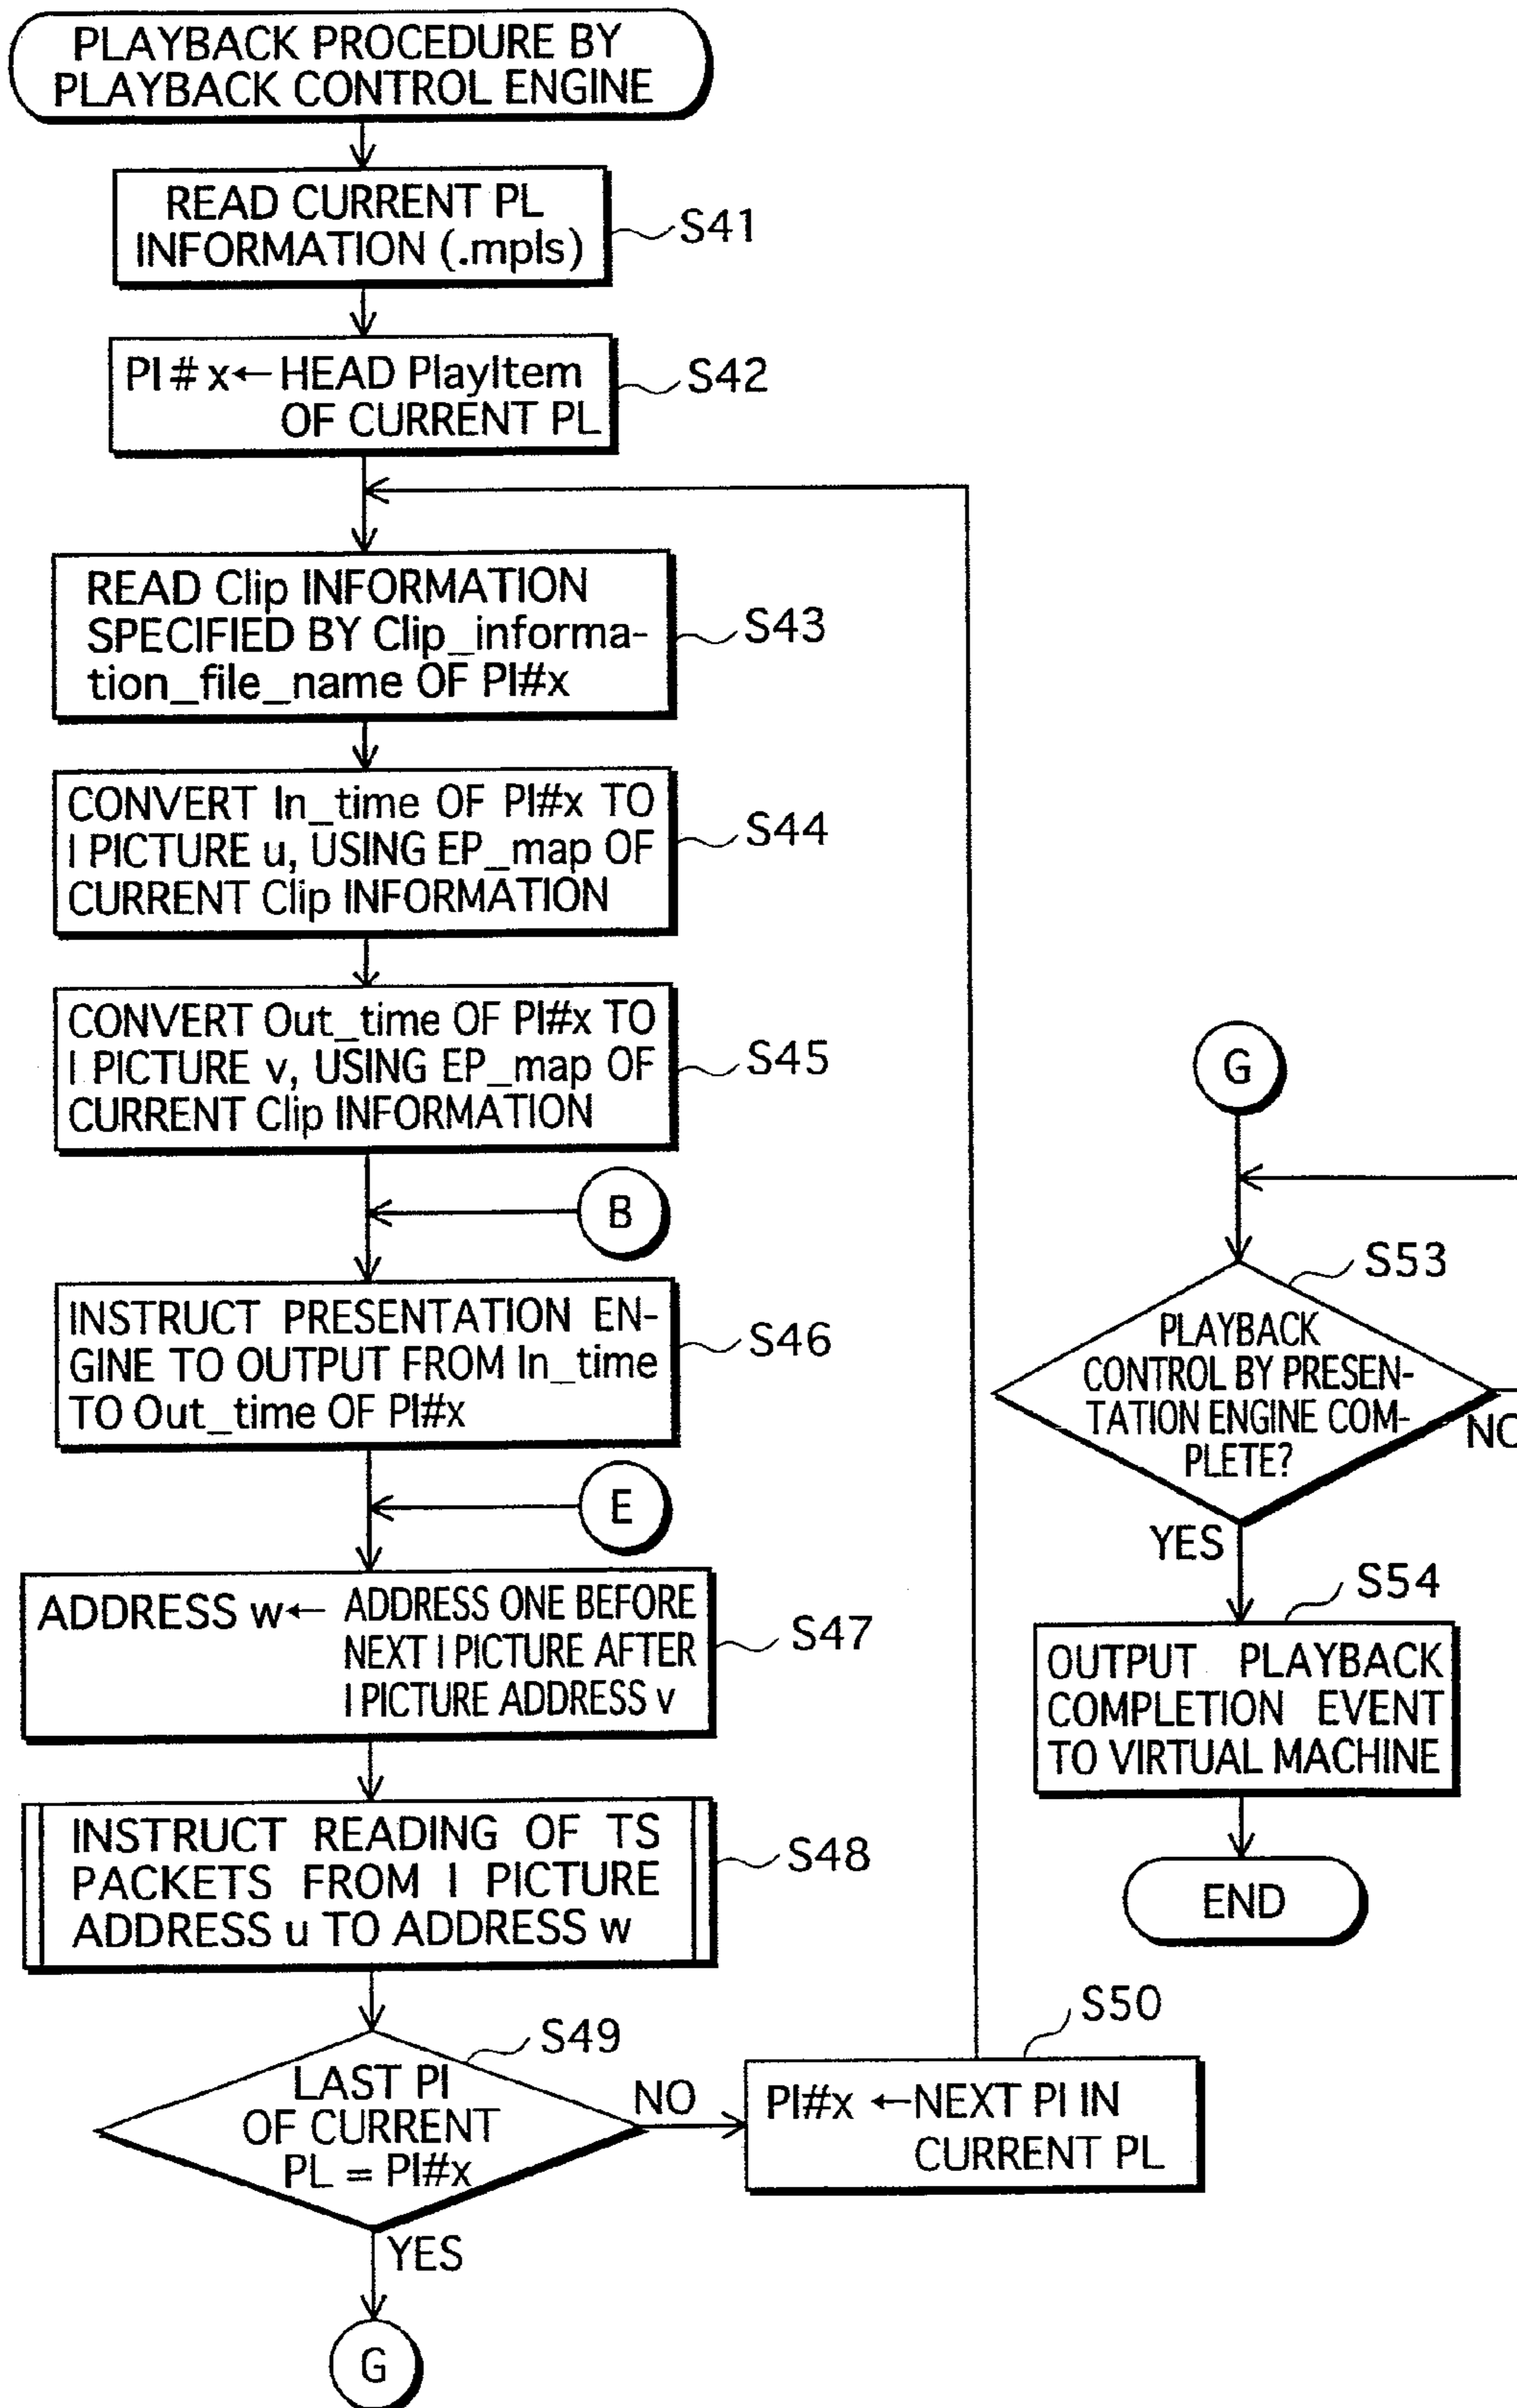 PLAYBACK PROCEDURE BY
PLAYBACK CONTROL ENGINE
READ CURRENT PL
INFORMATION (.mpls)
S41
PI # x← HEAD PlayItem
OF CURRENT PL
S42
READ Clip INFORMATION
SPECIFIED BY Clip_informa-
tion_file_name OF PI#x
S43
CONVERT In_time OF PI#x TO
I PICTURE u, USING EP_map OF
CURRENT Clip INFORMATION
S44
CONVERT Out_time OF PI#x TO
I PICTURE v, USING EP_map OF
CURRENT Clip INFORMATION
S45
B
INSTRUCT PRESENTATION EN-
GINE TO OUTPUT FROM In_time
TO Out_time OF PI#x
S46
E
ADDRESS w← ADDRESS ONE BEFORE
NEXT I PICTURE AFTER
I PICTURE ADDRESS v
S47
INSTRUCT READING OF TS
PACKETS FROM I PICTURE
ADDRESS u TO ADDRESS w
S48
S49
LAST PI
OF CURRENT
PL = PI#x
NO
YES
G
S50
PI#x ←NEXT PI IN
CURRENT PL
G
S53
PLAYBACK
CONTROL BY PRESEN-
TATION ENGINE COM-
PLETE?
NO
YES
S54
OUTPUT PLAYBACK
COMPLETION EVENT
TO VIRTUAL MACHINE
END